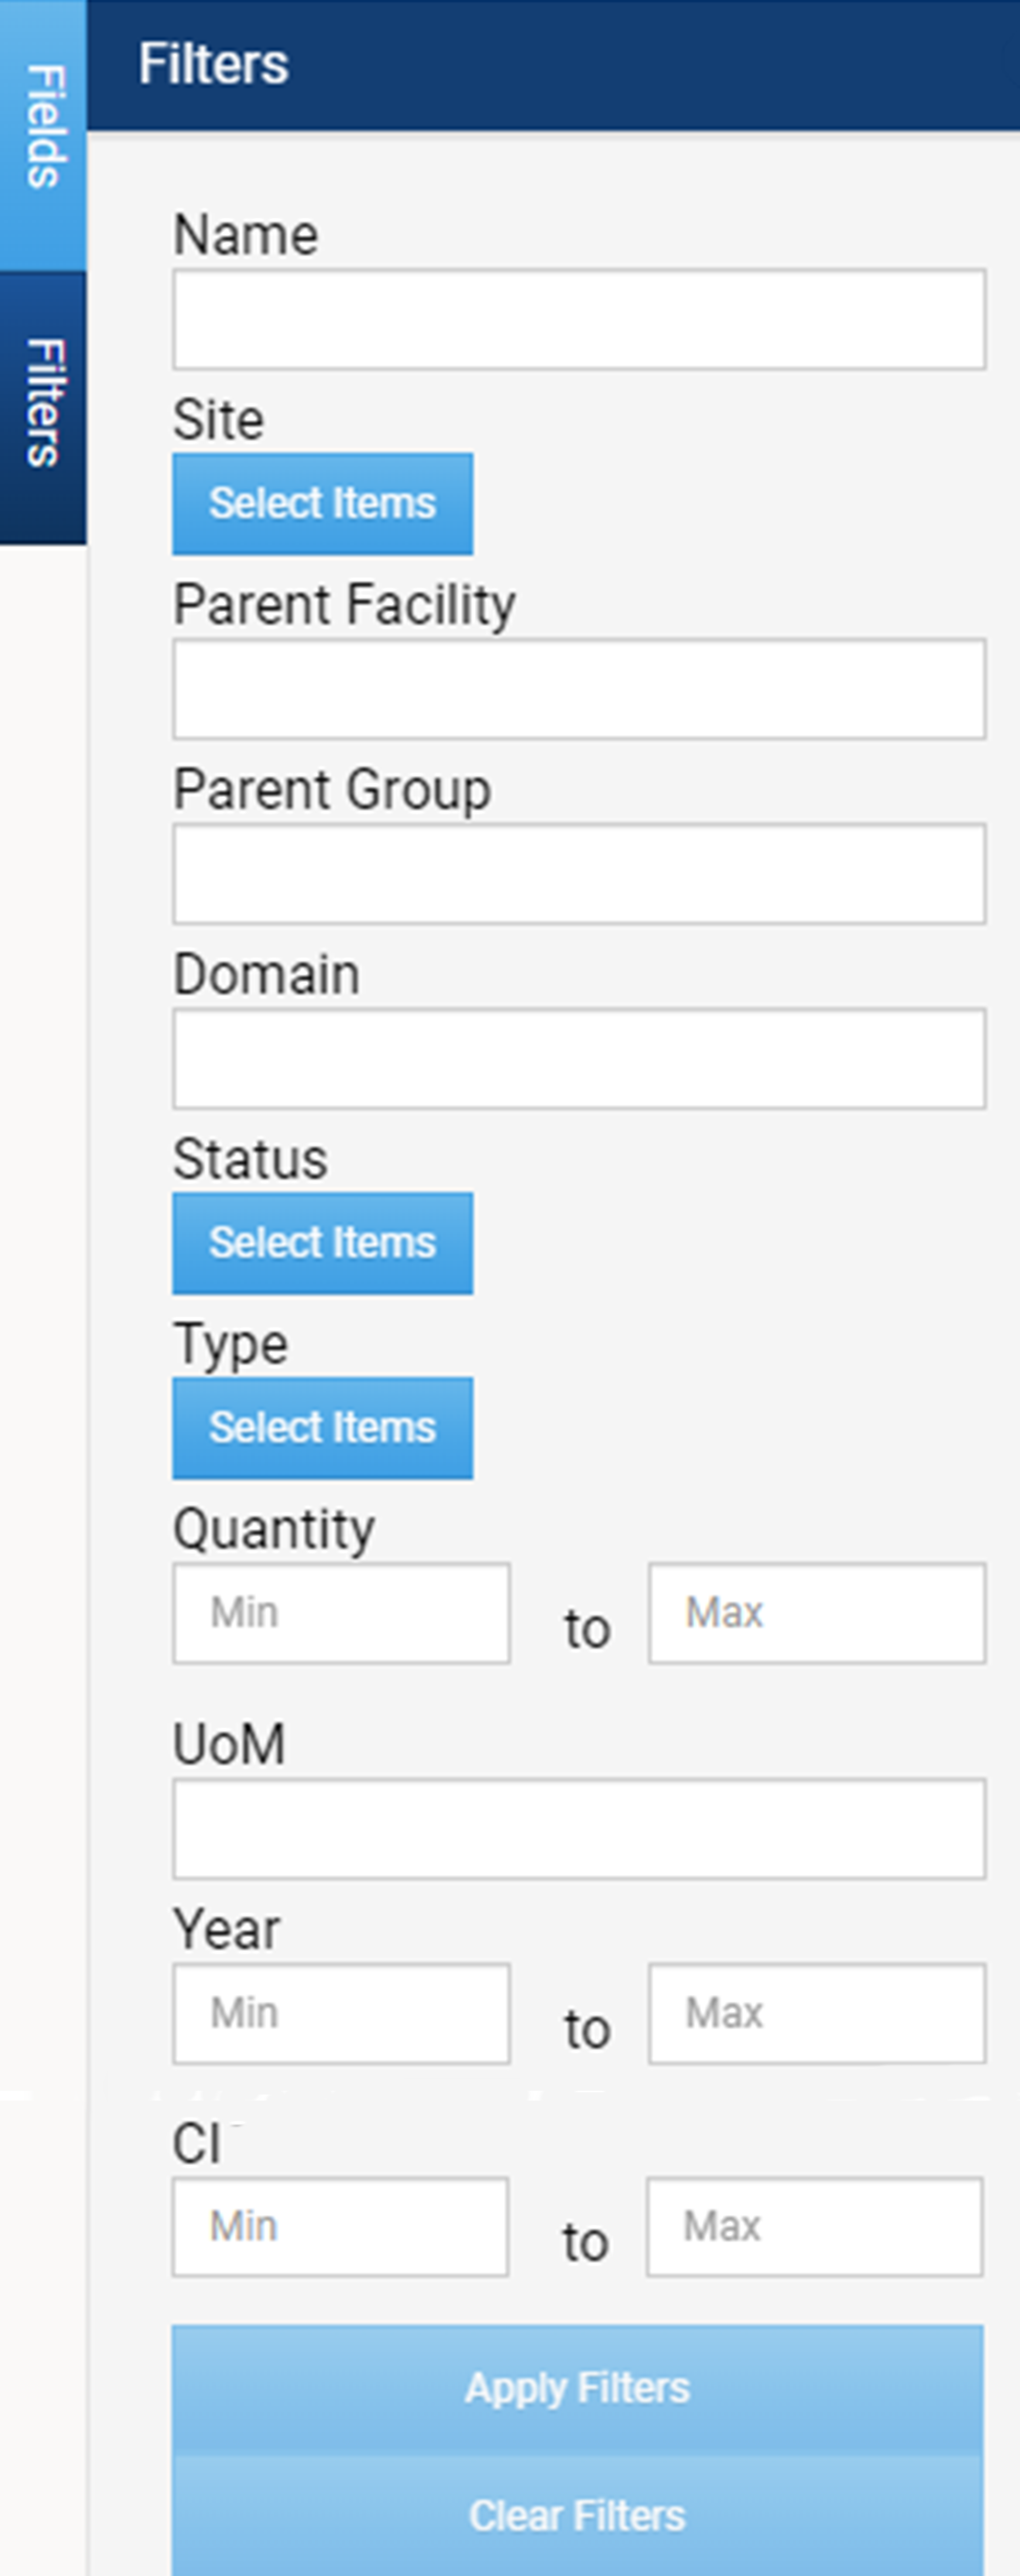 Fields
Filters
Filters
Name
Site
Select Items
Parent Facility
Parent Group
Domain
Status
Select Items
Type
Select Items
Quantity
Min to Max
UoM
Year
Min to Max
CI
Min to Max
Apply Filters
Clear Filters